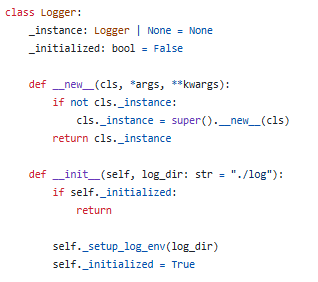 class Logger:
    _instance: Logger | None = None
    _initialized: bool = False

    def __new__(cls, *args, **kwargs):
        if not cls._instance:
            cls._instance = super().__new__(cls)
        return cls._instance

    def __init__(self, log_dir: str = "./log"):
        if self._initialized:
            return

        self._setup_log_env(log_dir)
        self._initialized = True